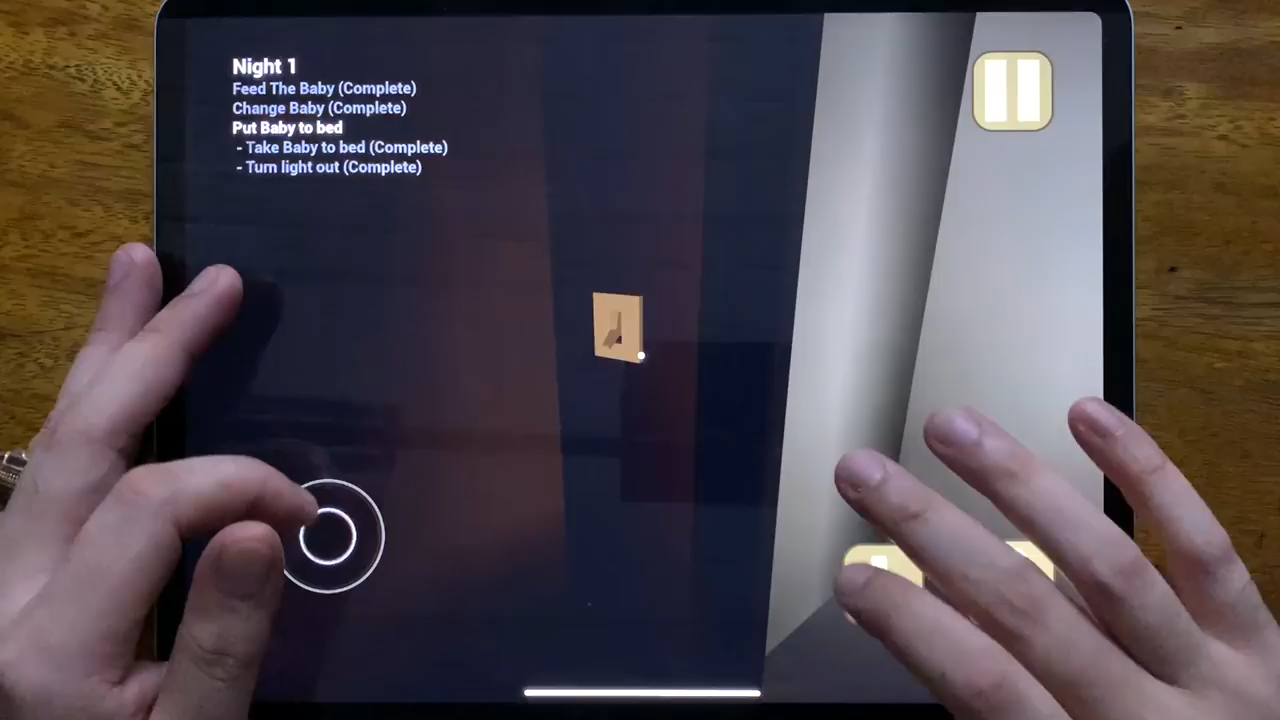 Night 1
Feed The Baby (Complete)
Change Baby (Complete)
Put Baby to bed
- Take Baby to bed (Complete)
- Turn light out (Complete)